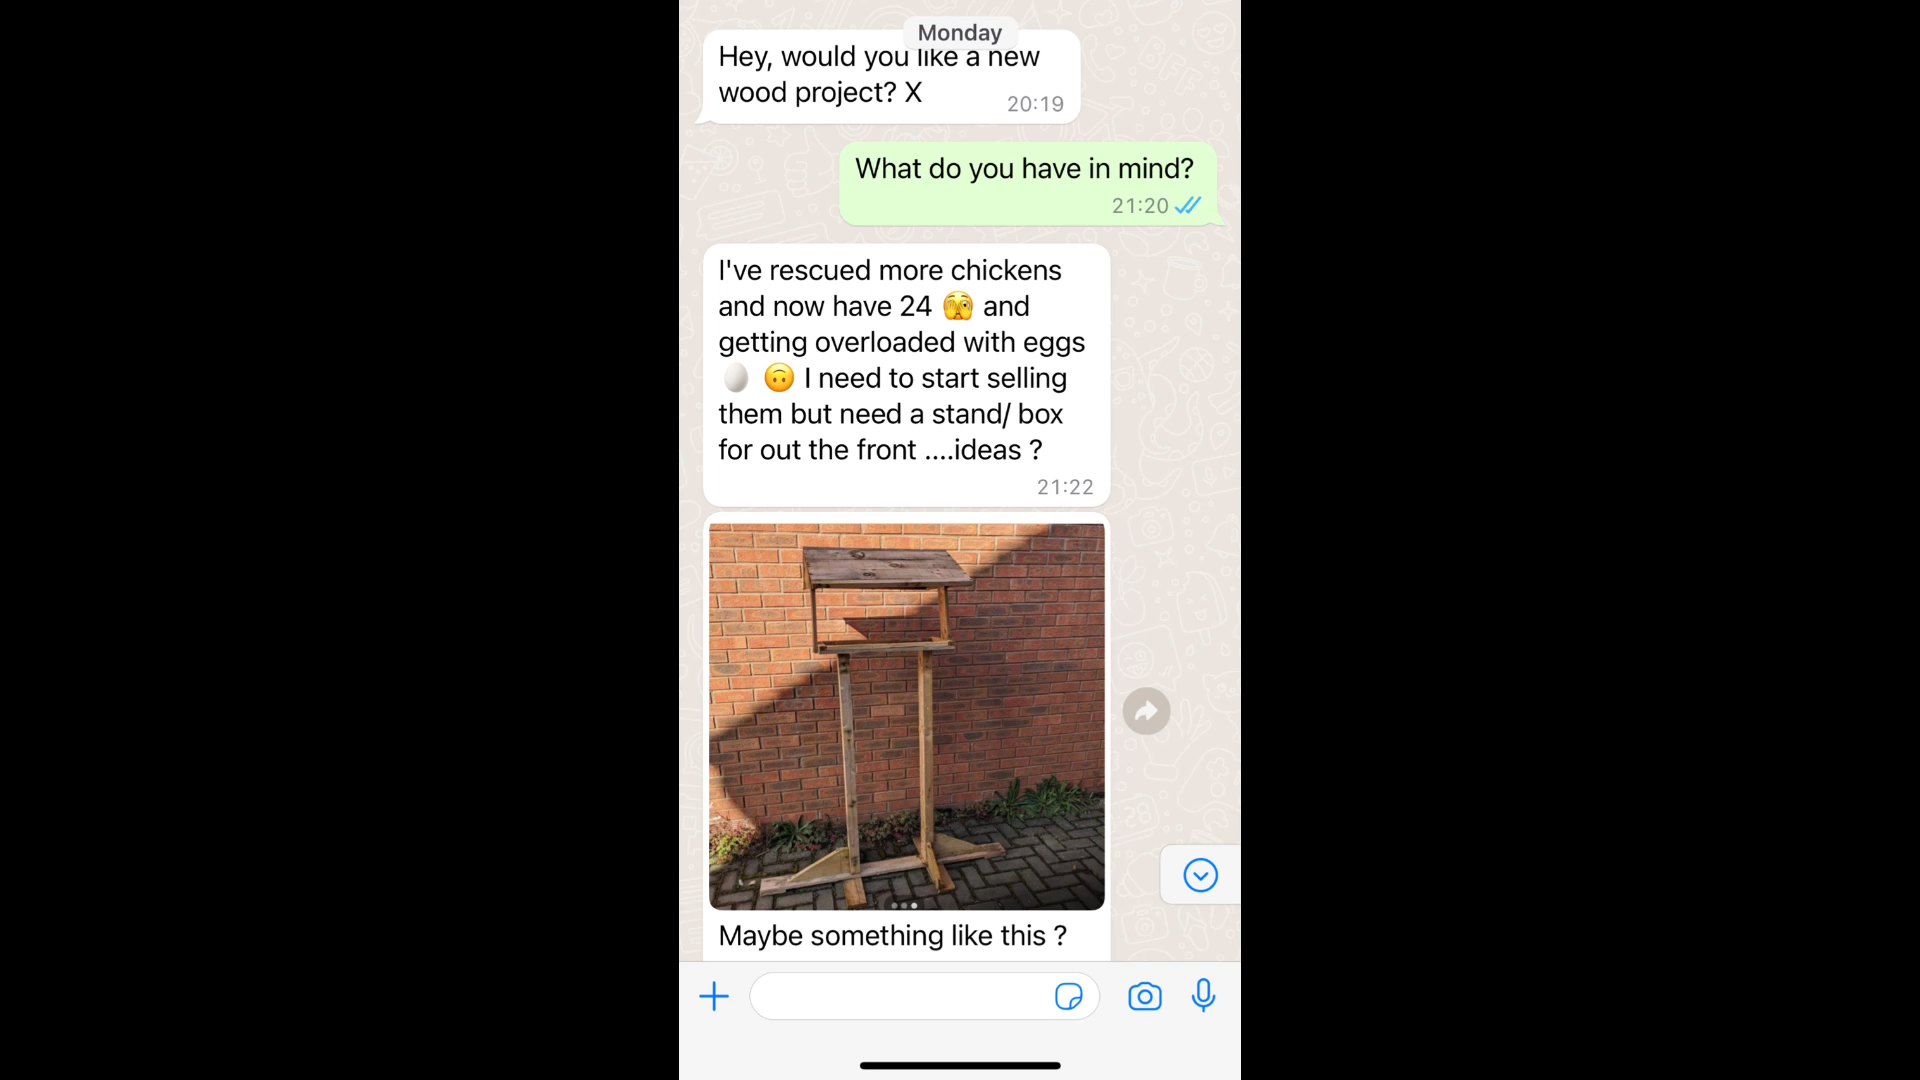 Monday
Hey, would you like a new
wood project? X
20:19
What do you have in mind?
21:20
I've rescued more chickens
and now have 24 🫣 and
getting overloaded with eggs
🥚 🙃 I need to start selling
them but need a stand/ box
for out the front ....ideas ?
21:22
Maybe something like this ?